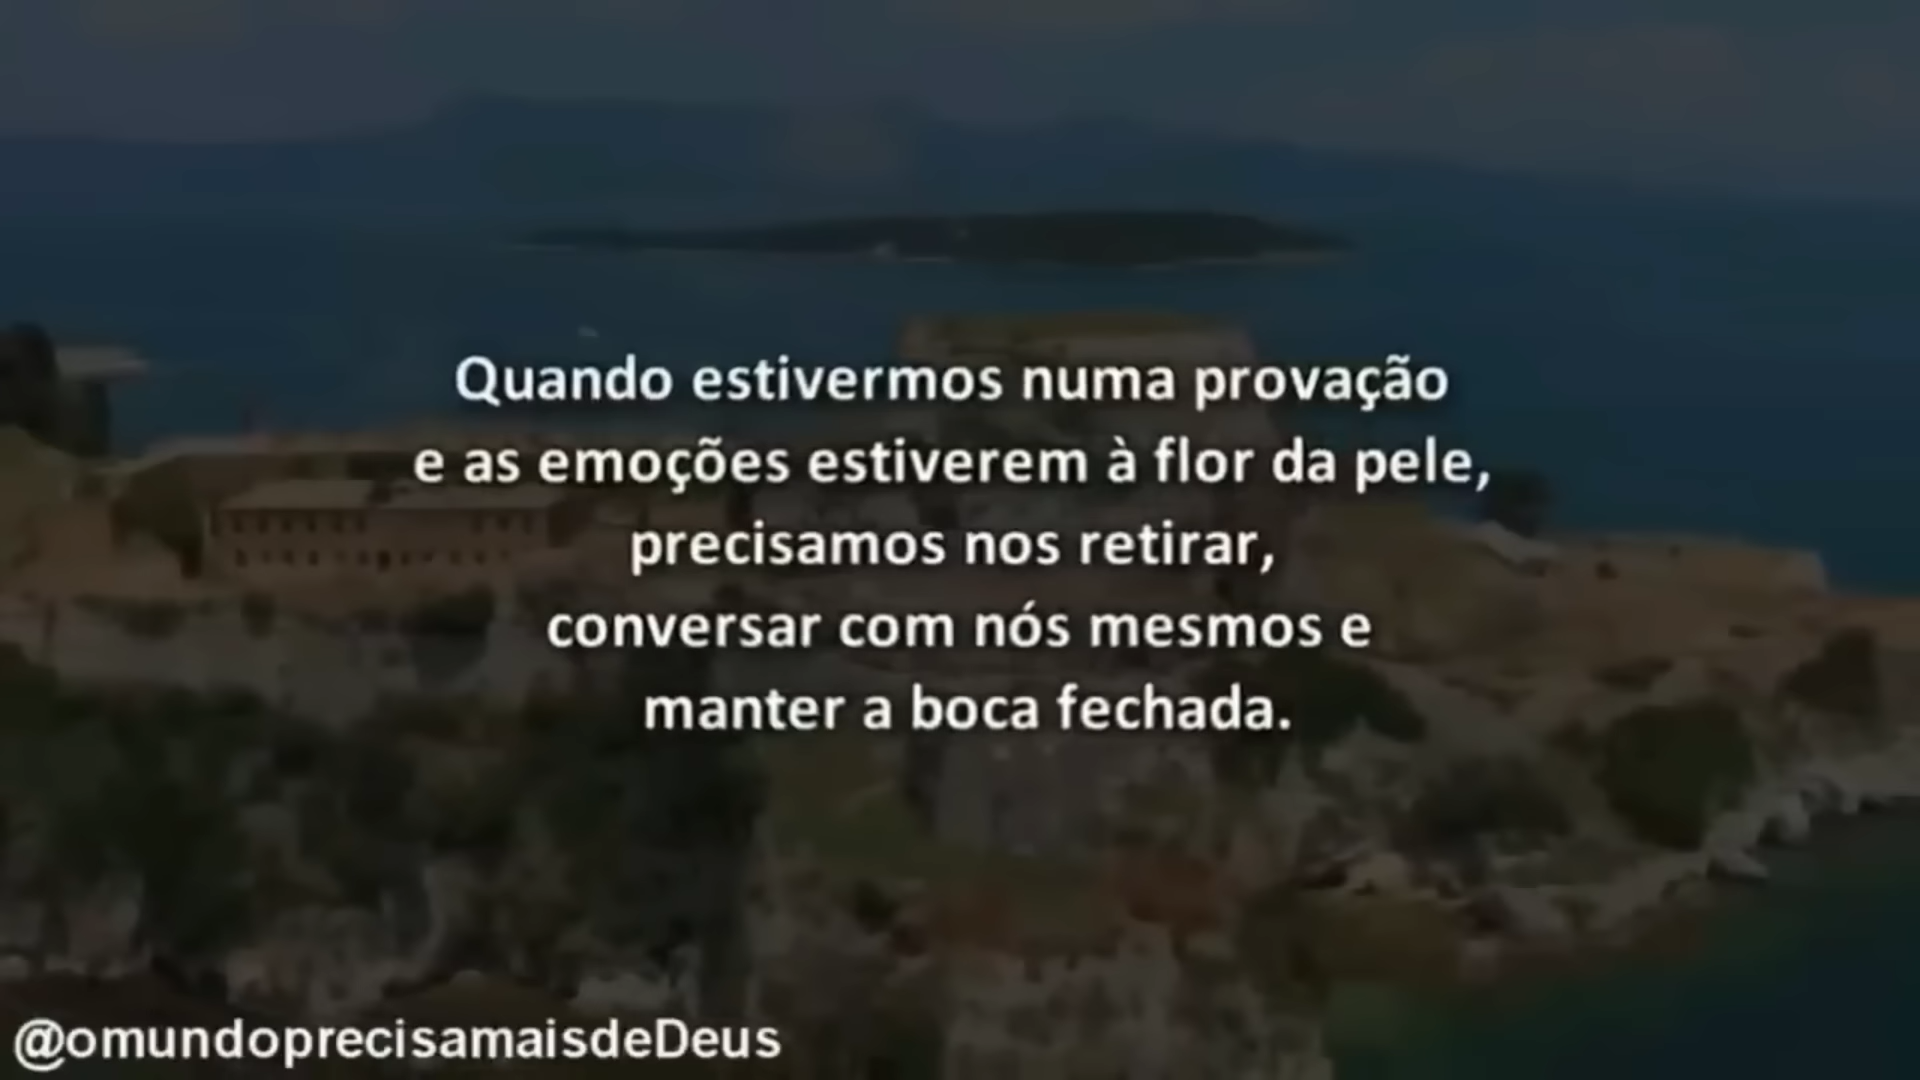 Quando estivermos numa provação
e as emoções estiverem à flor da pele,
precisamos nos retirar,
conversar com nós mesmos e
manter a boca fechada.
@omundoprecisamaisdeDeus